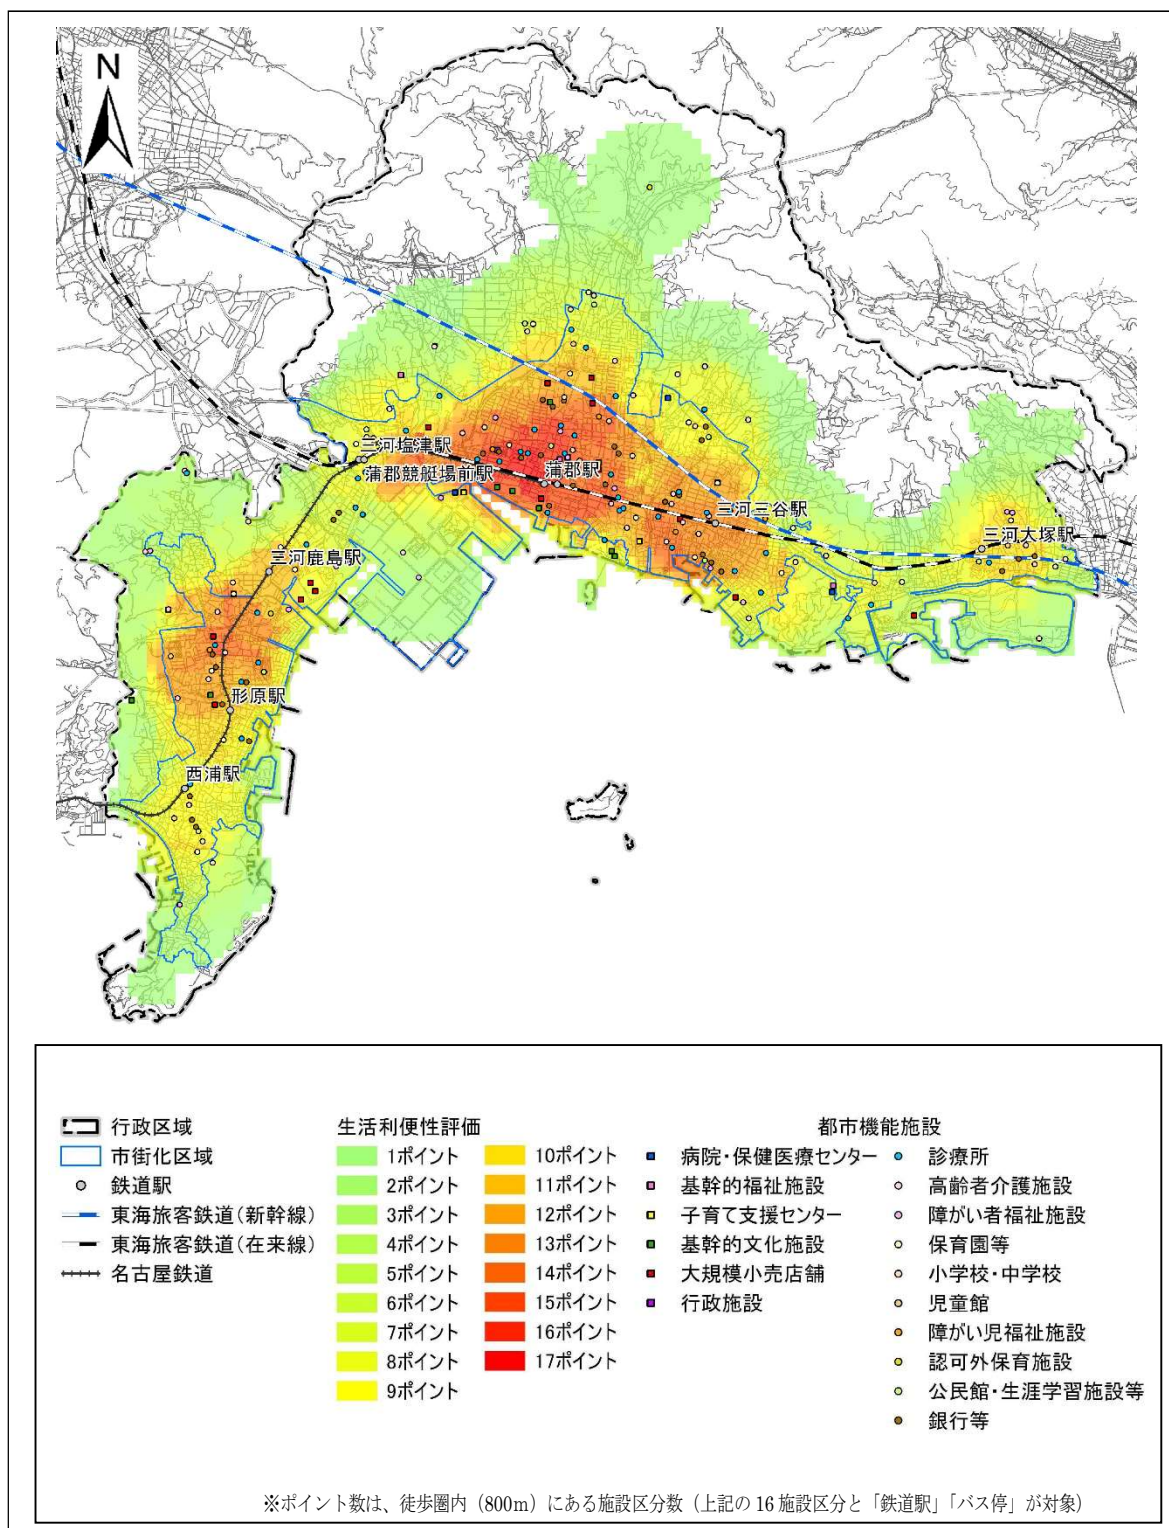 N
三河塩津駅
蒲郡競艇場前駅
蒲郡駅
三河三谷駅
三河大塚駅
三河鹿島駅
形原駅
西浦駅
行政区域
市街化区域
鉄道駅
東海旅客鉄道(新幹線)
東海旅客鉄道(在来線)
名古屋鉄道
生活利便性評価
1ポイント
2ポイント
3ポイント
4ポイント
5ポイント
6ポイント
7ポイント
8ポイント
9ポイント
10ポイント
11ポイント
12ポイント
13ポイント
14ポイント
15ポイント
16ポイント
17ポイント
都市機能施設
病院・保健医療センター
基幹的福祉施設
子育て支援センター
基幹的文化施設
大規模小売店舗
行政施設
診療所
高齢者介護施設
障がい者福祉施設
保育園等
小学校・中学校
児童館
障がい児福祉施設
認可外保育施設
公民館・生涯学習施設等
銀行等
※ポイント数は、徒歩圏内（800m）にある施設区分数（上記の 16 施設区分と「鉄道駅」「バス停」が対象）